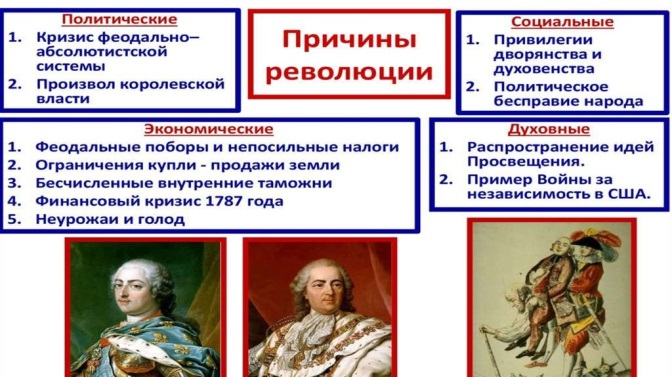 Политические
1. Кризис феодально–
абсолютистской
системы
2. Произвол королевской
власти
Причины
революции
Социальные
1. Привилегии
дворянства и
духовенства
2. Политическое
бесправие народа
Экономические
1. Феодальные поборы и непосильные налоги
2. Ограничения купли - продажи земли
3. Бесчисленные внутренние таможни
4. Финансовый кризис 1787 года
5. Неурожаи и голод
Духовные
1. Распространение идей
Просвещения.
2. Пример Войны за
независимость в США.